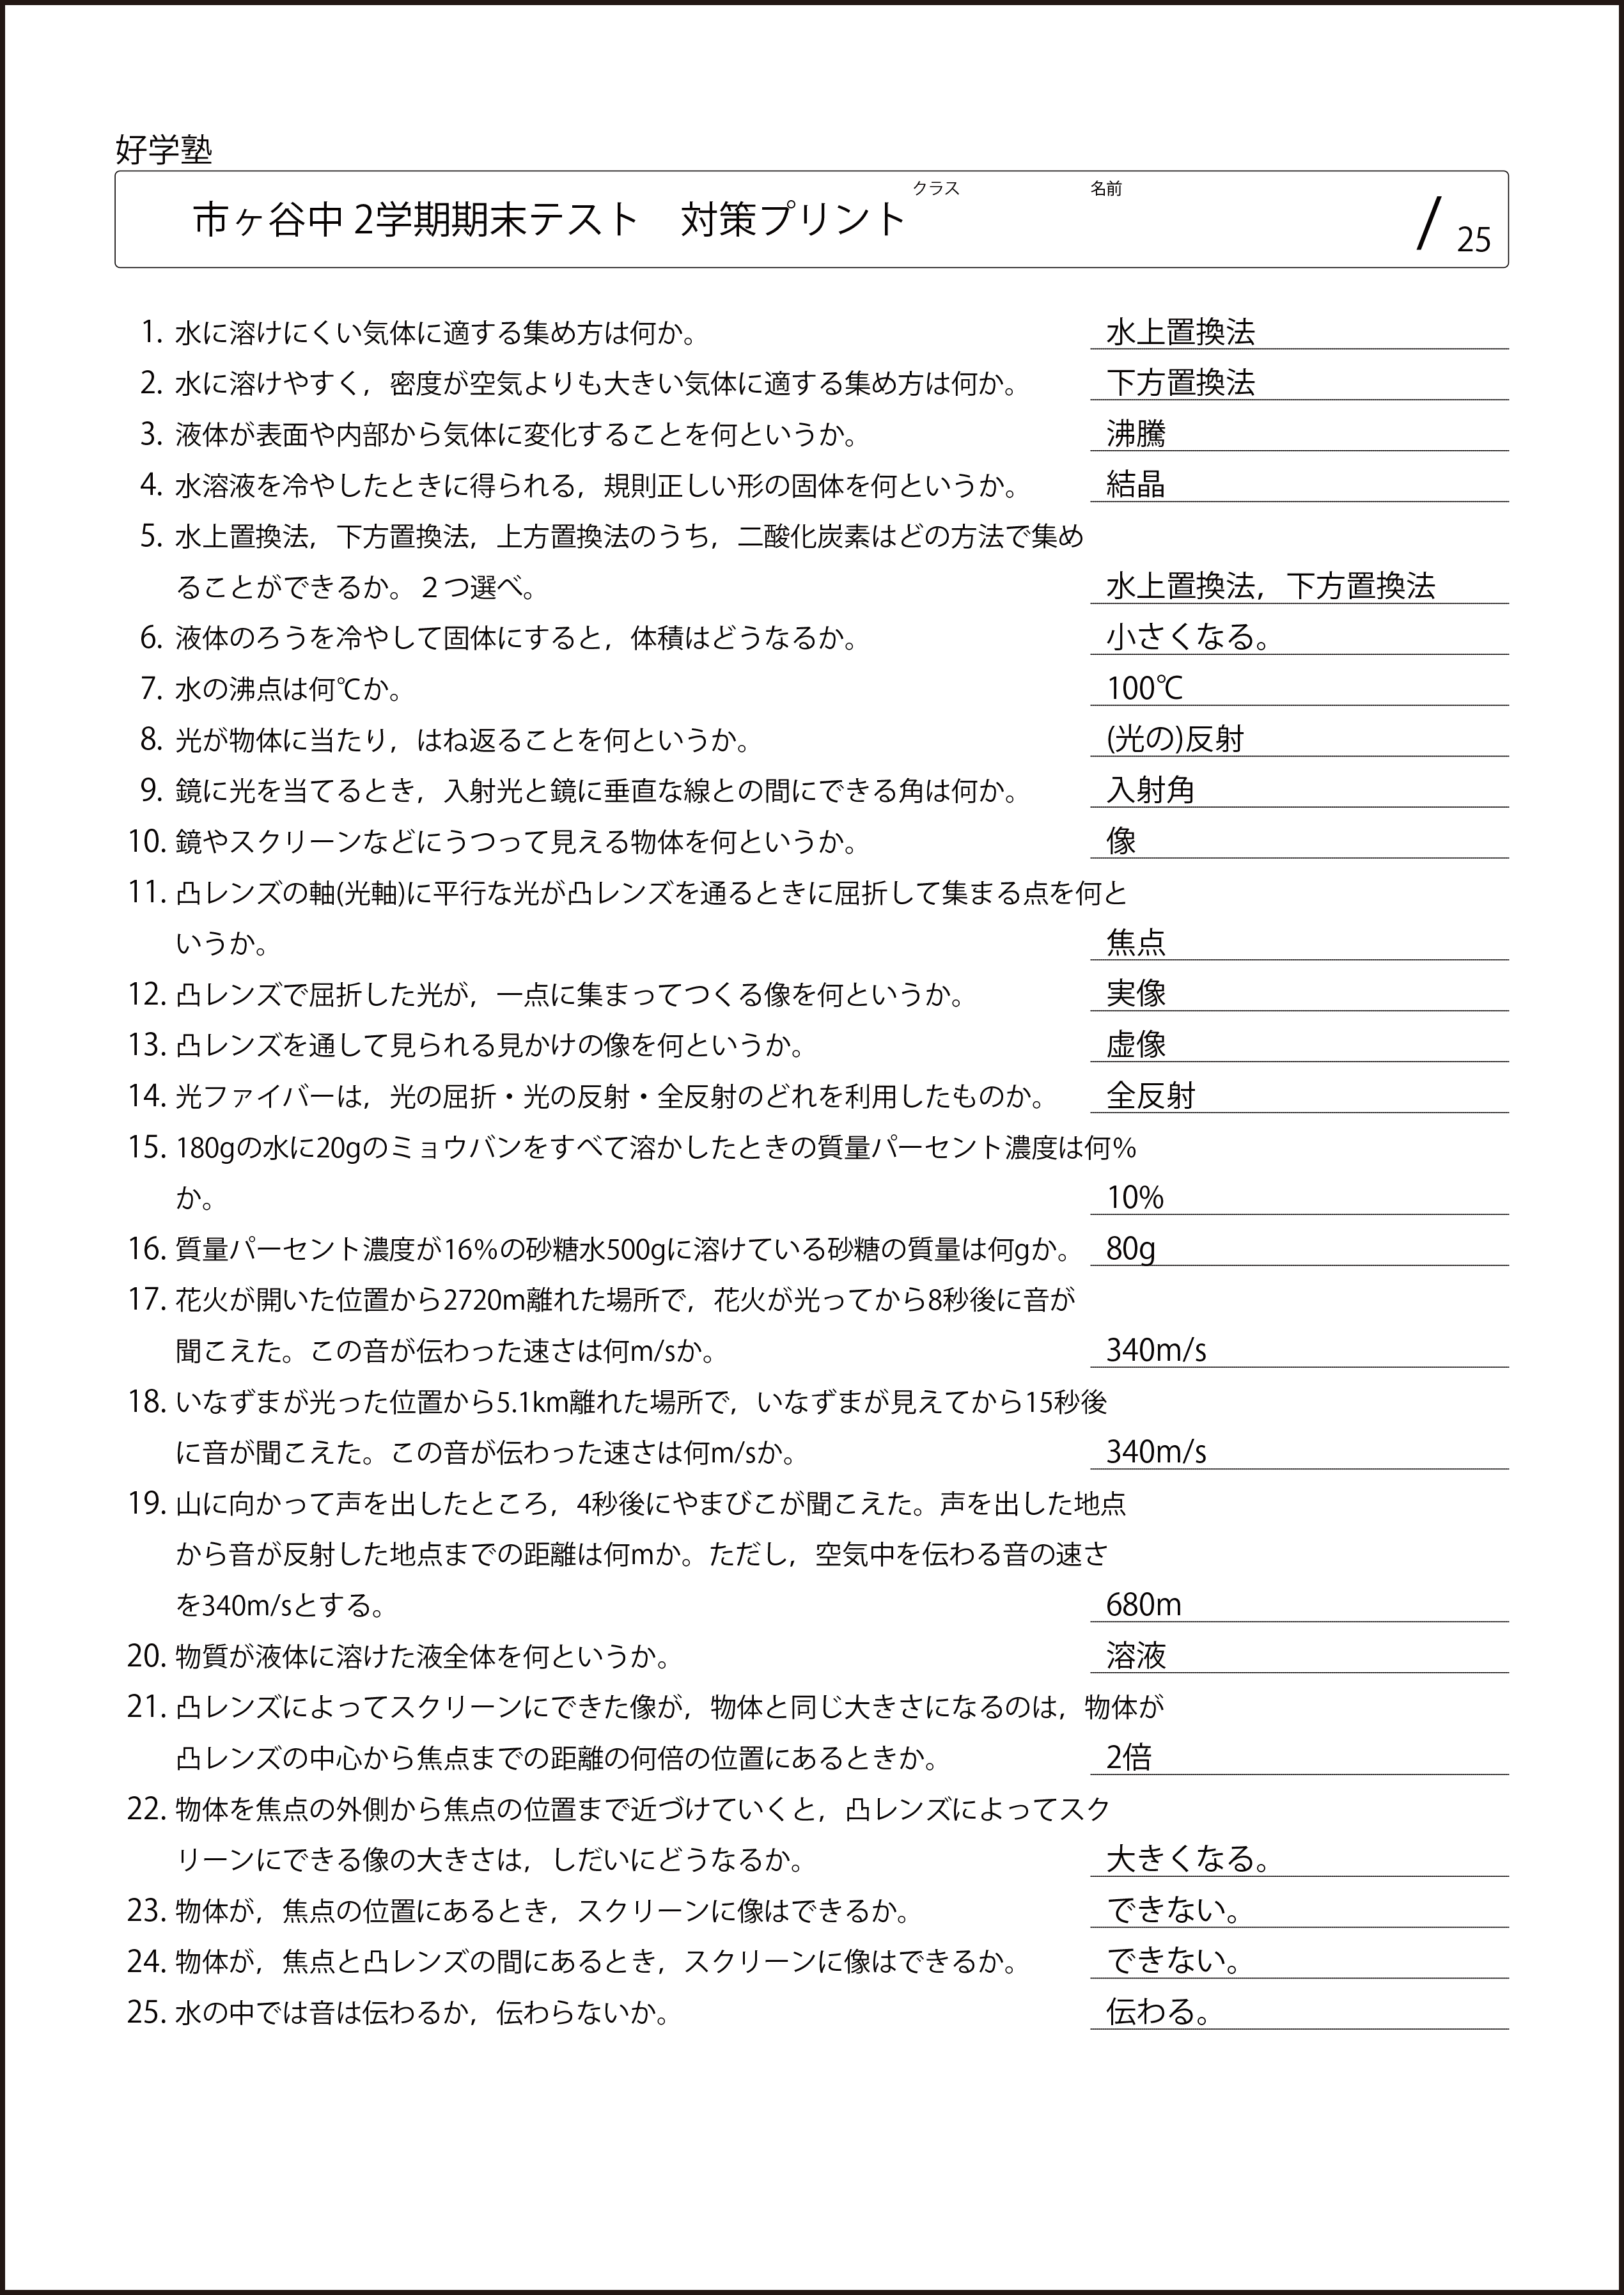 好学塾
市ヶ谷中 2学期期末テスト　対策プリント クラス 名前 / 25
1. 水に溶けにくい気体に適する集め方は何か。 水上置換法
2. 水に溶けやすく，密度が空気よりも大きい気体に適する集め方は何か。 下方置換法
3. 液体が表面や内部から気体に変化することを何というか。 沸騰
4. 水溶液を冷やしたときに得られる，規則正しい形の固体を何というか。 結晶
5. 水上置換法，下方置換法，上方置換法のうち，二酸化炭素はどの方法で集め
ることができるか。２つ選べ。 水上置換法，下方置換法
6. 液体のろうを冷やして固体にすると，体積はどうなるか。 小さくなる。
7. 水の沸点は何℃か。 100℃
8. 光が物体に当たり，はね返ることを何というか。 (光の)反射
9. 鏡に光を当てるとき，入射光と鏡に垂直な線との間にできる角は何か。 入射角
10. 鏡やスクリーンなどにうつって見える物体を何というか。 像
11. 凸レンズの軸(光軸)に平行な光が凸レンズを通るときに屈折して集まる点を何と
いうか。 焦点
12. 凸レンズで屈折した光が，一点に集まってつくる像を何というか。 実像
13. 凸レンズを通して見られる見かけの像を何というか。 虚像
14. 光ファイバーは，光の屈折・光の反射・全反射のどれを利用したものか。 全反射
15. 180gの水に20gのミョウバンをすべて溶かしたときの質量パーセント濃度は何%
か。 10%
16. 質量パーセント濃度が16%の砂糖水500gに溶けている砂糖の質量は何gか。 80g
17. 花火が開いた位置から2720m離れた場所で，花火が光ってから8秒後に音が
聞こえた。この音が伝わった速さは何m/sか。 340m/s
18. いなずまが光った位置から5.1km離れた場所で，いなずまが見えてから15秒後
に音が聞こえた。この音が伝わった速さは何m/sか。 340m/s
19. 山に向かって声を出したところ，4秒後にやまびこが聞こえた。声を出した地点
から音が反射した地点までの距離は何mか。ただし，空気中を伝わる音の速さ
を340m/sとする。 680m
20. 物質が液体に溶けた液全体を何というか。 溶液
21. 凸レンズによってスクリーンにできた像が，物体と同じ大きさになるのは，物体が
凸レンズの中心から焦点までの距離の何倍の位置にあるときか。 2倍
22. 物体を焦点の外側から焦点の位置まで近づけていくと，凸レンズによってスク
リーンにできる像の大きさは，しだいにどうなるか。 大きくなる。
23. 物体が，焦点の位置にあるとき，スクリーンに像はできるか。 できない。
24. 物体が，焦点と凸レンズの間にあるとき，スクリーンに像はできるか。 できない。
25. 水の中では音は伝わるか，伝わらないか。 伝わる。